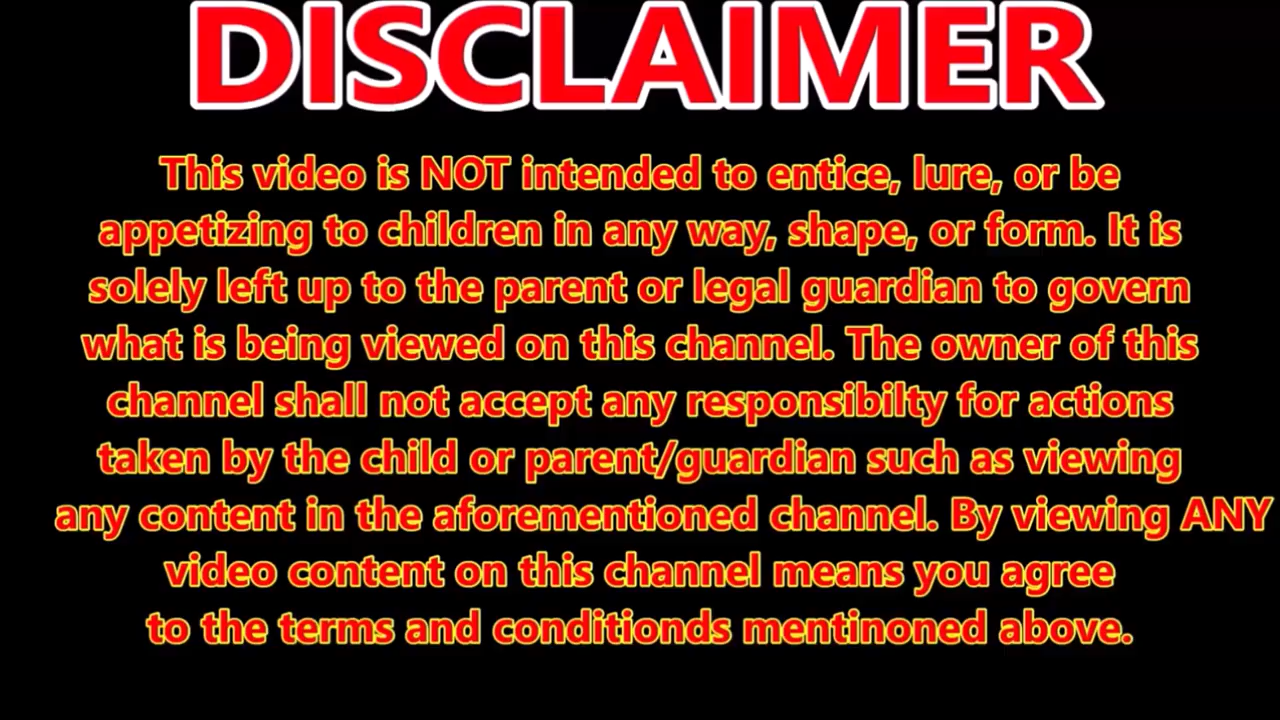 DISCLAIMER
This video is NOT intended to entice, lure, or be
appetizing to children in any way, shape, or form. It is
solely left up to the parent or legal guardian to govern
what is being viewed on this channel. The owner of this
channel shall not accept any responsibilty for actions
taken by the child or parent/guardian such as viewing
any content in the aforementioned channel. By viewing ANY
video content on this channel means you agree
to the terms and conditionds mentinoned above.